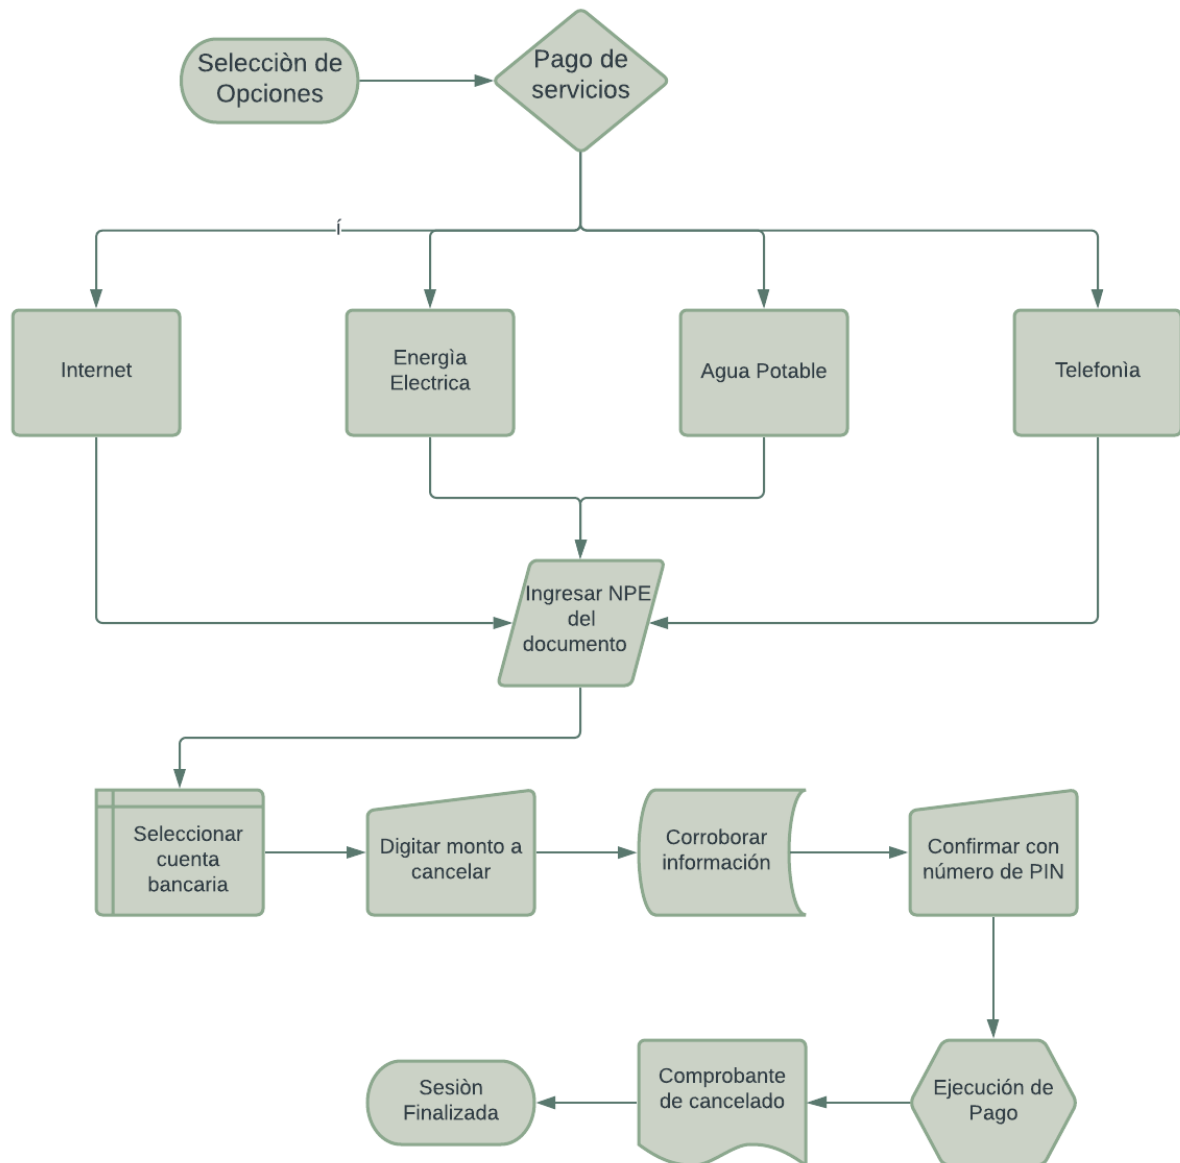 Selecciòn de
Opciones
Pago de
servicios
í
Internet
Energìa
Electrica
Agua Potable
Telefonìa
Ingresar NPE
del
documento
Seleccionar
cuenta
bancaria
Digitar monto a
cancelar
Corroborar
información
Confirmar con
número de PIN
Ejecución de
Pago
Comprobante
de cancelado
Sesiòn
Finalizada